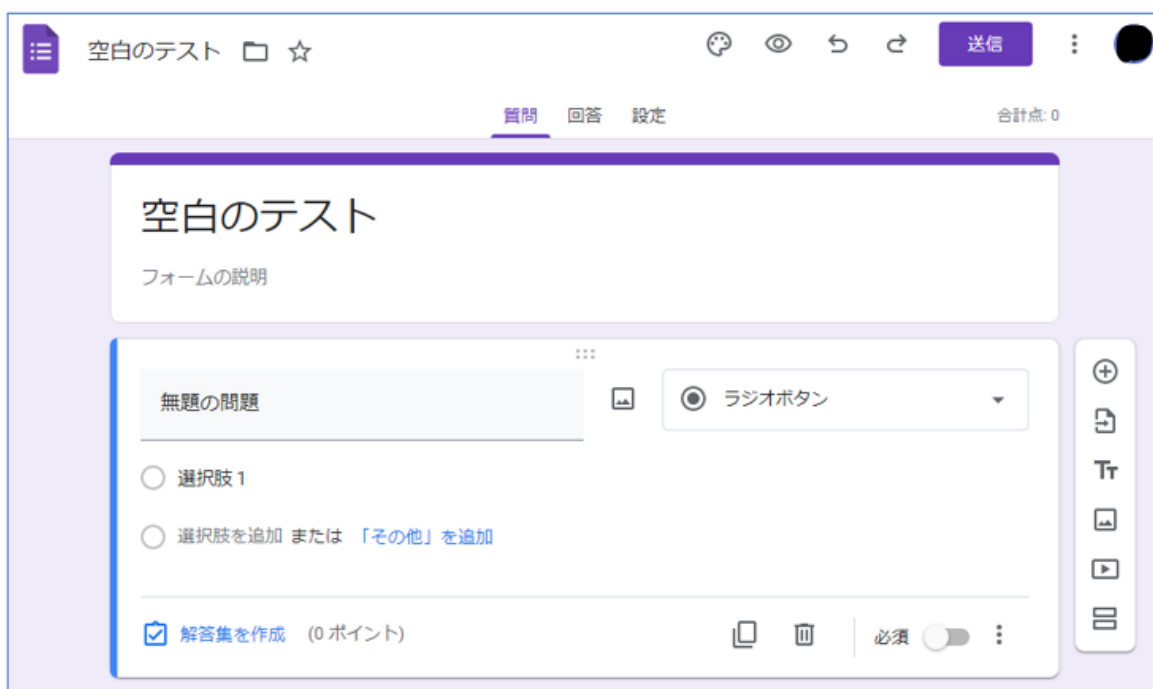 空白のテスト
送信
質問 回答 設定
合計点: 0
空白のテスト
フォームの説明
無題の問題
ラジオボタン
選択肢 1
選択肢を追加 または 「その他」を追加
Tт
解答集を作成 (0 ポイント)
必須